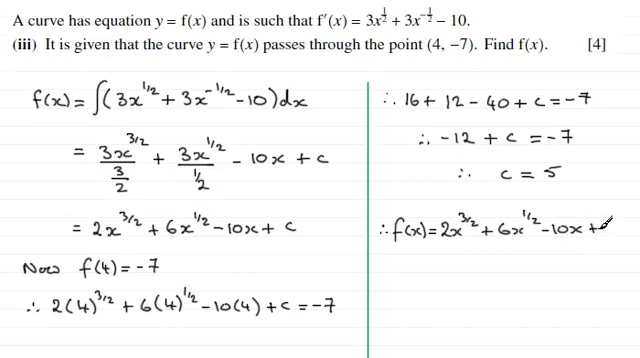 A curve has equation y = f(x) and is such that f′(x) = 3x^{1/2} + 3x^{-1/2} − 10.
(iii) It is given that the curve y = f(x) passes through the point (4, −7). Find f(x). [4]
f(x) = ∫(3x^{1/2} + 3x^{-1/2} - 10) dx
= 3x^{3/2} / (3/2) + 3x^{1/2} / (1/2) - 10x + c
= 2x^{3/2} + 6x^{1/2} - 10x + c
Now f(4) = -7
∴ 2(4)^{3/2} + 6(4)^{1/2} - 10(4) + c = -7
∴ 16 + 12 - 40 + c = -7
∴ -12 + c = -7
∴ c = 5
∴ f(x) = 2x^{3/2} + 6x^{1/2} - 10x +